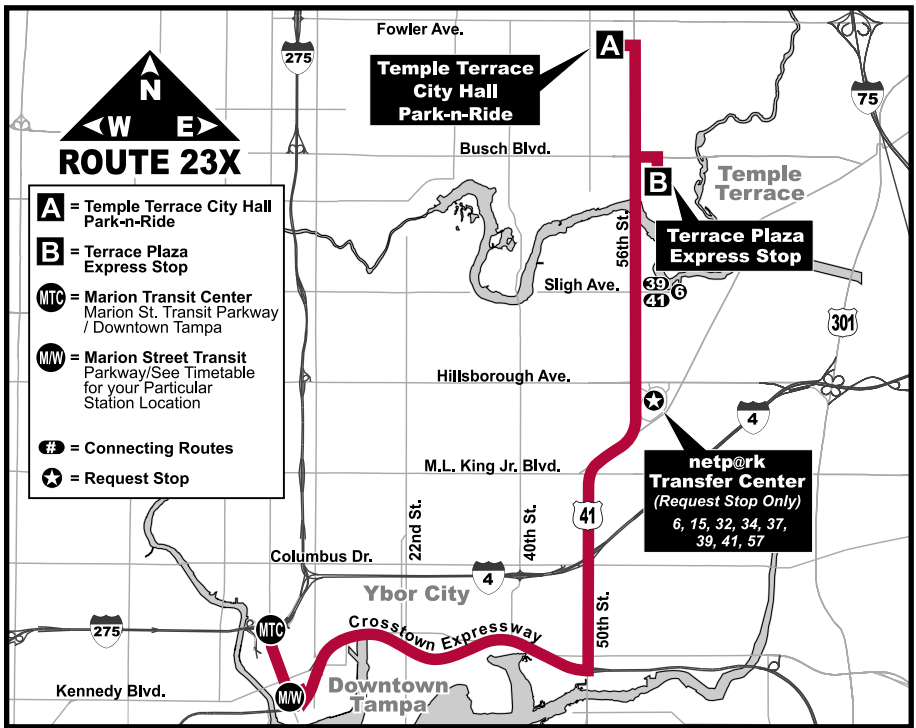 Fowler Ave.
275
A
Temple Terrace
City Hall
Park-n-Ride
75
N
W E
ROUTE 23X
Busch Blvd.
B
Temple
Terrace
Terrace Plaza
Express Stop
A = Temple Terrace City Hall
Park-n-Ride
B = Terrace Plaza
Express Stop
MTC = Marion Transit Center
Marion St. Transit Parkway
/ Downtown Tampa
M/W = Marion Street Transit
Parkway/See Timetable
for your Particular
Station Location
# = Connecting Routes
= Request Stop
56th St.
Sligh Ave.
39
6
41
301
Hillsborough Ave.
4
M.L. King Jr. Blvd.
netp@rk
Transfer Center
(Request Stop Only)
6, 15, 32, 34, 37,
39, 41, 57
41
22nd St.
40th St.
Columbus Dr.
4
Ybor City
50th St.
275
MTC
Crosstown Expressway
Kennedy Blvd.
M/W
Downtown
Tampa